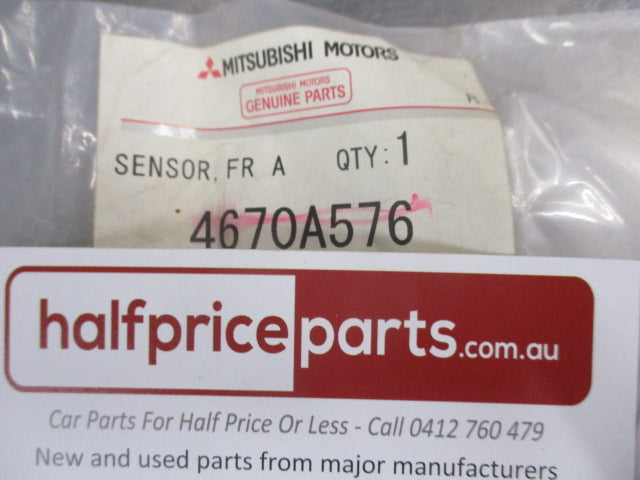 MITSUBISHI MOTORS
MITSUBISHI MOTORS
GENUINE PARTS
SENSOR, FR A QTY: 1
4670A576
halfpriceparts.com.au
Car Parts For Half Price Or Less - Call 0412 760 479
New and used parts from major manufacturers